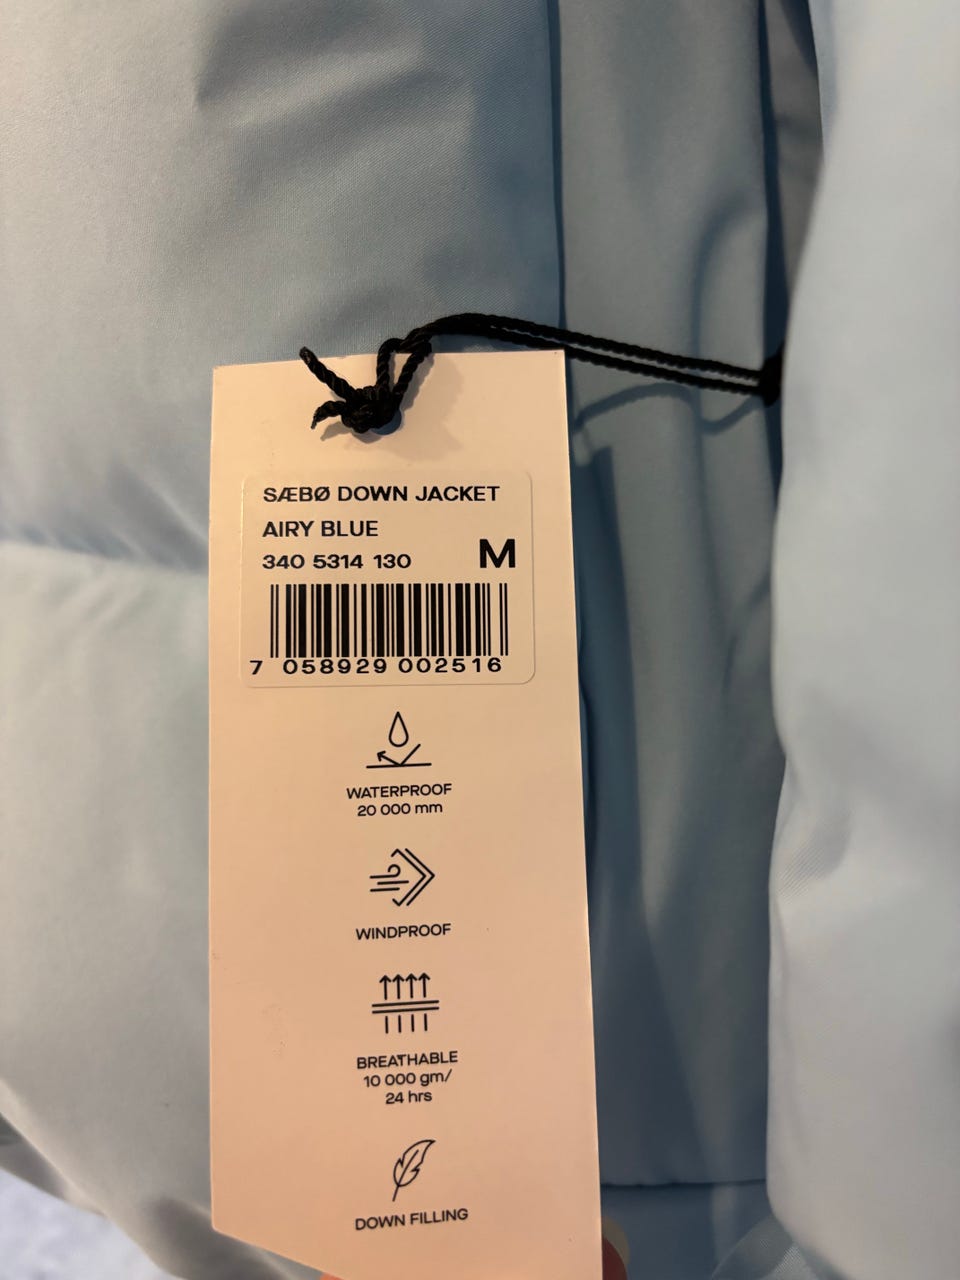 SÆBØ DOWN JACKET
AIRY BLUE
340 5314 130 M
7 058929 002516
WATERPROOF
20 000 mm
WINDPROOF
BREATHABLE
10 000 gm/
24 hrs
DOWN FILLING